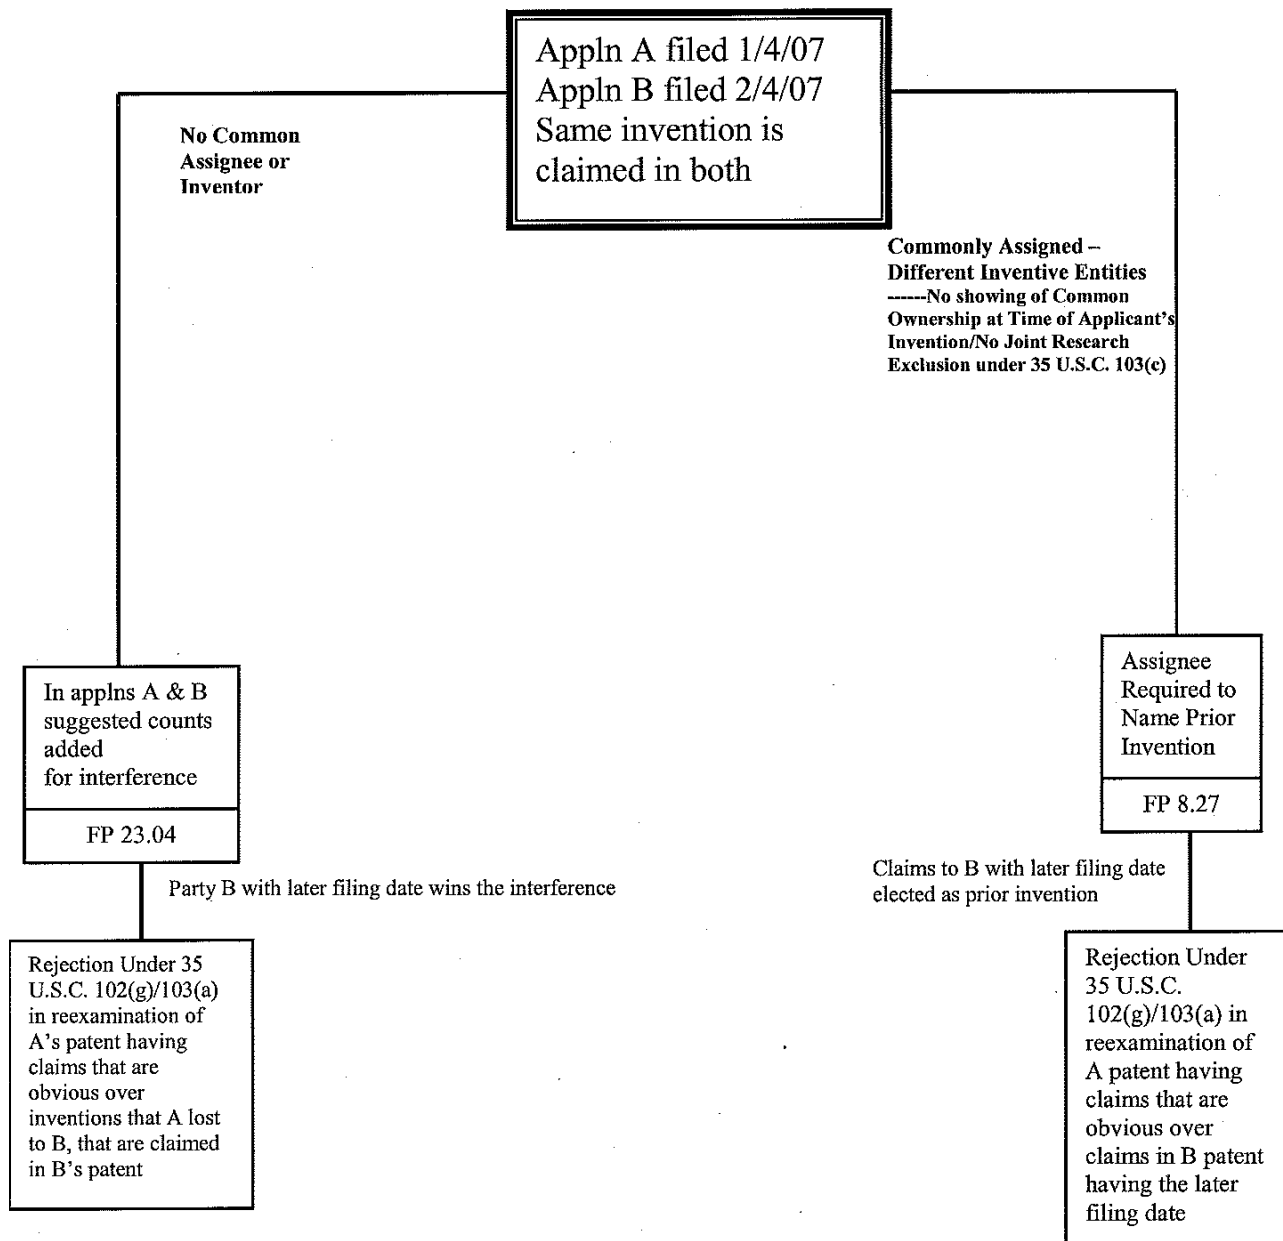 Appln A filed 1/4/07
Appln B filed 2/4/07
Same invention is
claimed in both
No Common
Assignee or
Inventor
Commonly Assigned –
Different Inventive Entities
------No showing of Common
Ownership at Time of Applicant's
Invention/No Joint Research
Exclusion under 35 U.S.C. 103(c)
In applns A & B
suggested counts
added
for interference
FP 23.04
Assignee
Required to
Name Prior
Invention
FP 8.27
Party B with later filing date wins the interference
Claims to B with later filing date
elected as prior invention
Rejection Under 35
U.S.C. 102(g)/103(a)
in reexamination of
A's patent having
claims that are
obvious over
inventions that A lost
to B, that are claimed
in B's patent
Rejection Under
35 U.S.C.
102(g)/103(a) in
reexamination of
A patent having
claims that are
obvious over
claims in B patent
having the later
filing date